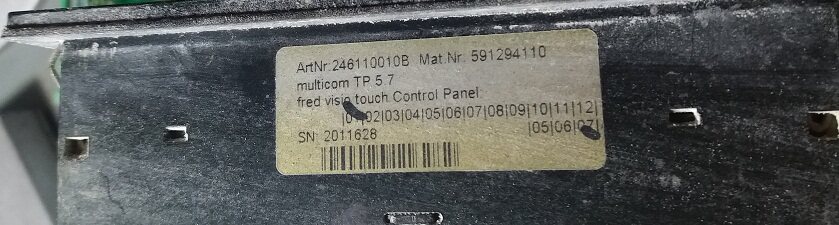 ArtNr:246110010B Mat.Nr. 591294110
multicom TP 5.7
fred visio touch Control Panel
|01|02|03|04|05|06|07|08|09|10|11|12|
SN: 2011628 |05|06|07|